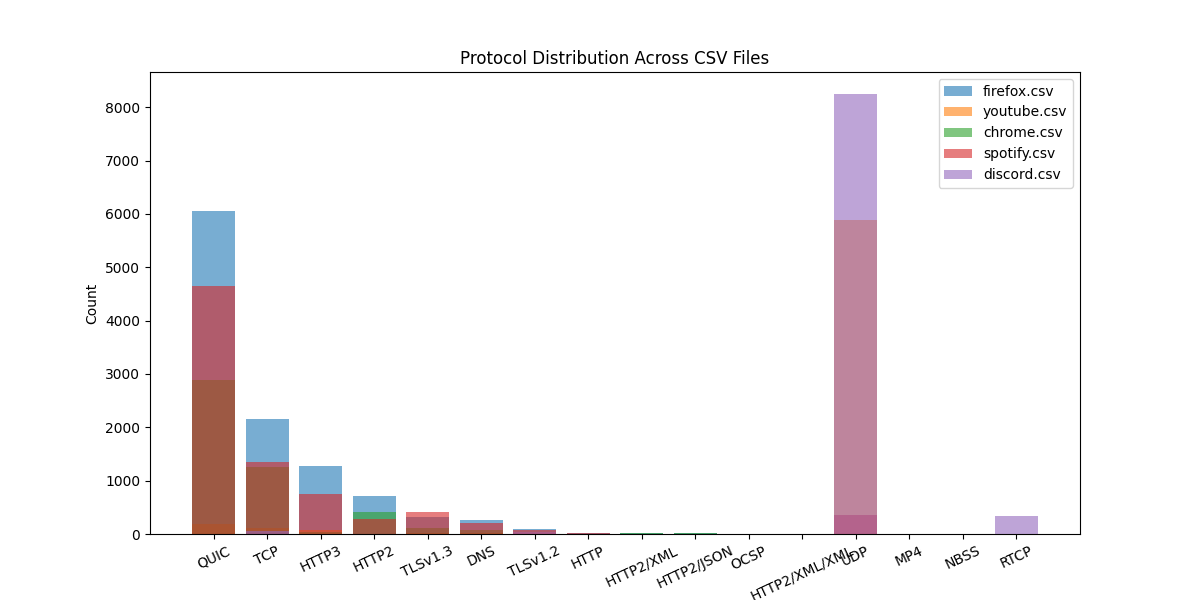 Protocol Distribution Across CSV Files
firefox.csv
youtube.csv
chrome.csv
spotify.csv
discord.csv
Count
8000
7000
6000
5000
4000
3000
2000
1000
0
QUIC
TCP
HTTP3
HTTP2
TLSv1.3
DNS
TLSv1.2
HTTP
HTTP2/XML
HTTP2/JSON
OCSP
HTTP2/XML/XML
UDP
MP4
NBSS
RTCP